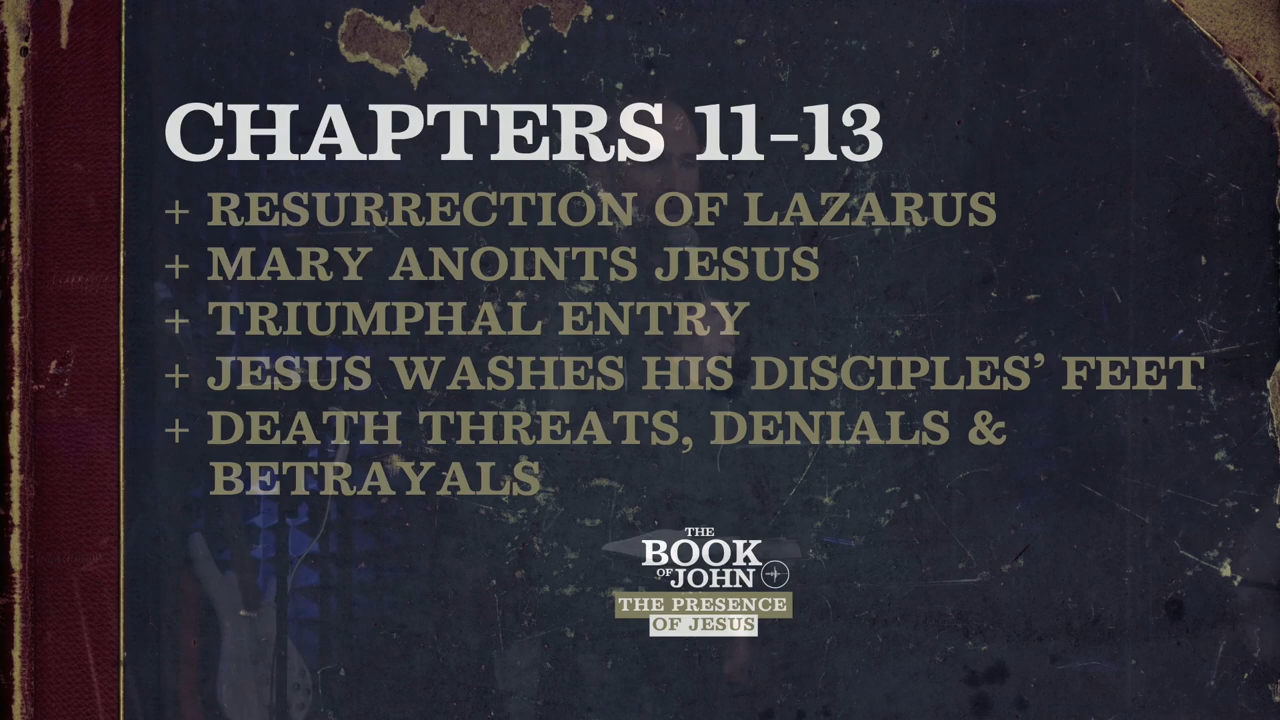 CHAPTERS 11–13
+ RESURRECTION OF LAZARUS
+ MARY ANOINTS JESUS
+ TRIUMPHAL ENTRY
+ JESUS WASHES HIS DISCIPLES’ FEET
+ DEATH THREATS, DENIALS &
BETRAYALS
THE
BOOK
OF JOHN
THE PRESENCE
OF JESUS